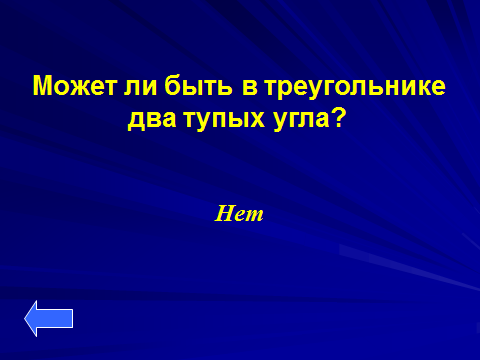 Может ли быть в треугольнике
два тупых угла?
Нет